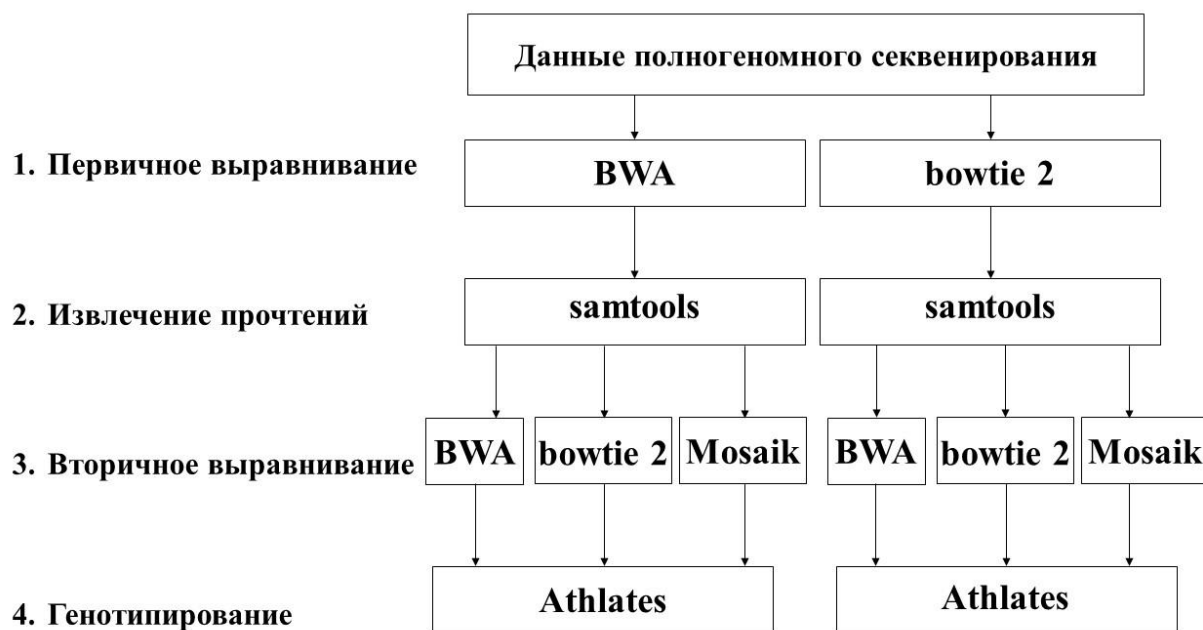 Данные полногеномного секвенирования
1. Первичное выравнивание
BWA
bowtie 2
2. Извлечение прочтений
samtools
samtools
3. Вторичное выравнивание
BWA
bowtie 2
Mosaik
BWA
bowtie 2
Mosaik
4. Генотипирование
Athlates
Athlates